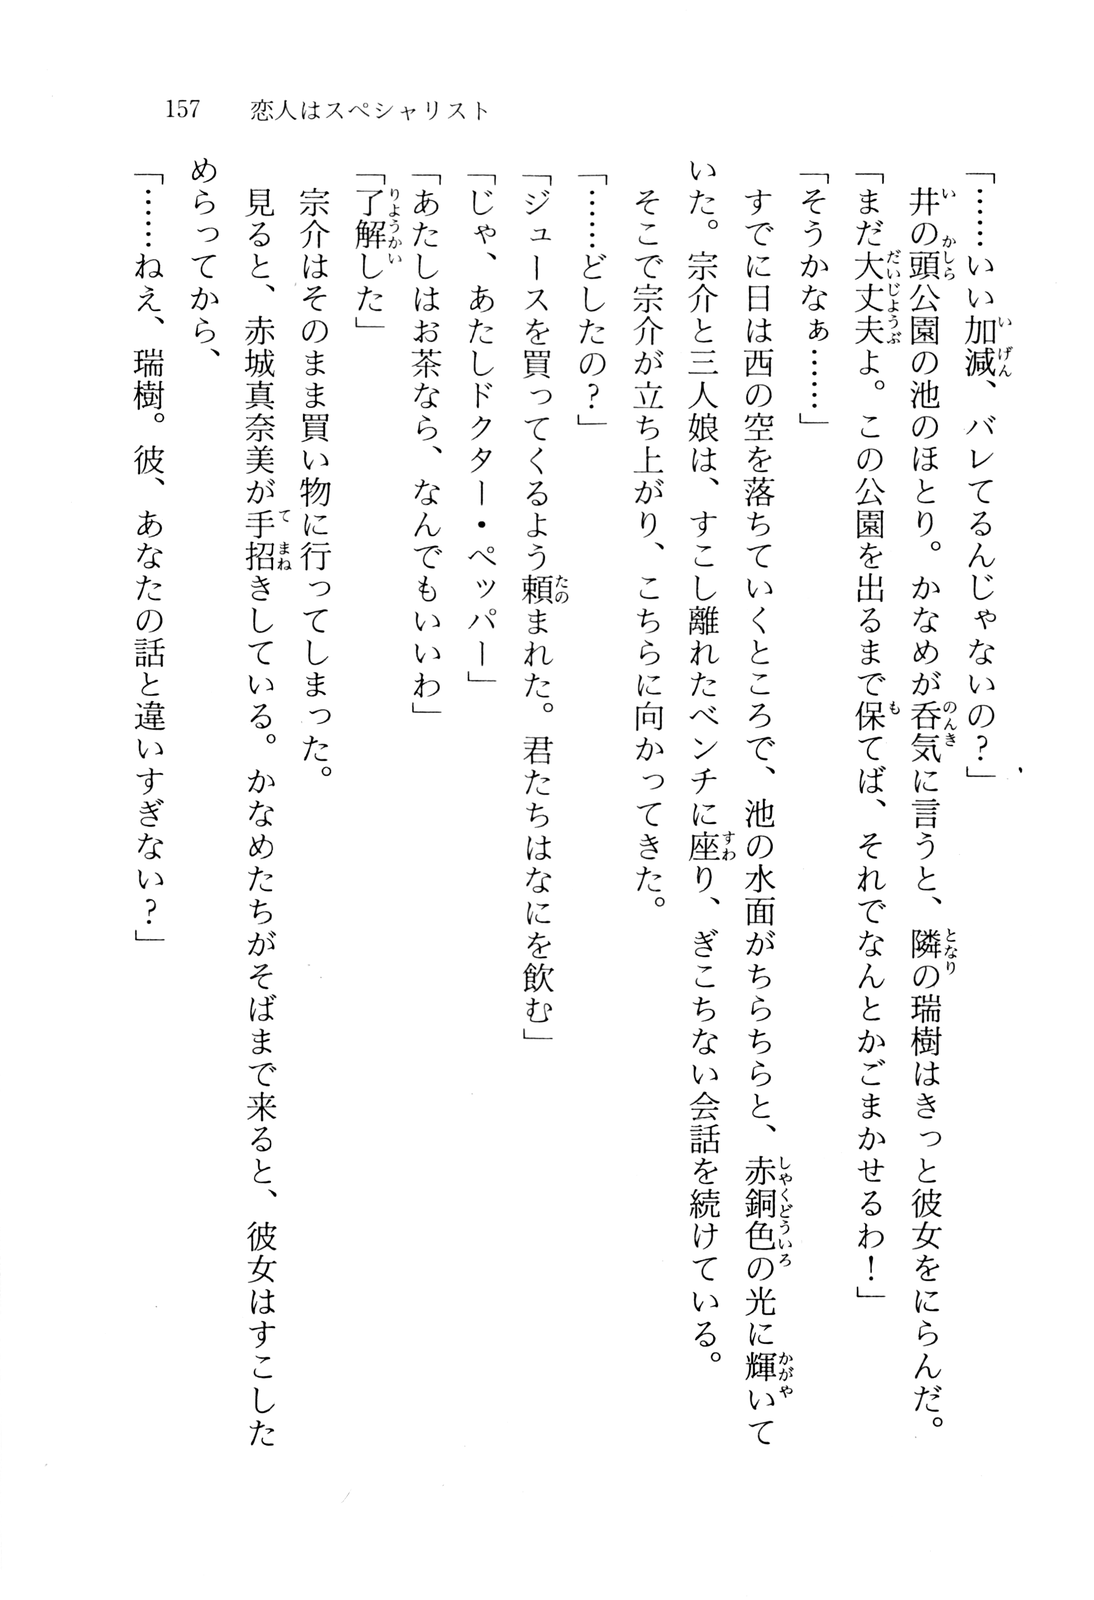 157　恋人はスペシャリスト
「……いい加減、バレてるんじゃないの？」
　井の頭公園の池のほとり。かなめが呑気に言うと、隣の瑞樹はきっと彼女をにらんだ。
「まだ大丈夫よ。この公園を出るまで保てば、それでなんとかごまかせるわ！」
「そうかなぁ……」
　すでに日は西の空を落ちていくところで、池の水面がちらちらと、赤銅色の光に輝いて
いた。宗介と三人娘は、すこし離れたベンチに座り、ぎこちない会話を続けている。
　そこで宗介が立ち上がり、こちらに向かってきた。
「……どしたの？」
「ジュースを買ってくるよう頼まれた。君たちはなにを飲む」
「じゃ、あたしドクター・ペッパー」
「あたしはお茶なら、なんでもいいわ」
「了解した」
　宗介はそのまま買い物に行ってしまった。
　見ると、赤城真奈美が手招きしている。かなめたちがそばまで来ると、彼女はすこした
めらってから、
「……ねえ、瑞樹。彼、あなたの話と違いすぎない？」